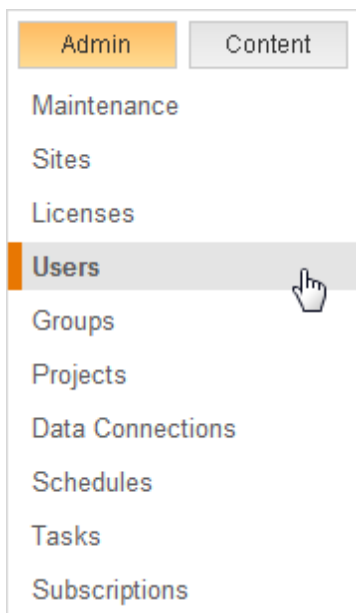 Admin Content
Maintenance
Sites
Licenses
Users
Groups
Projects
Data Connections
Schedules
Tasks
Subscriptions